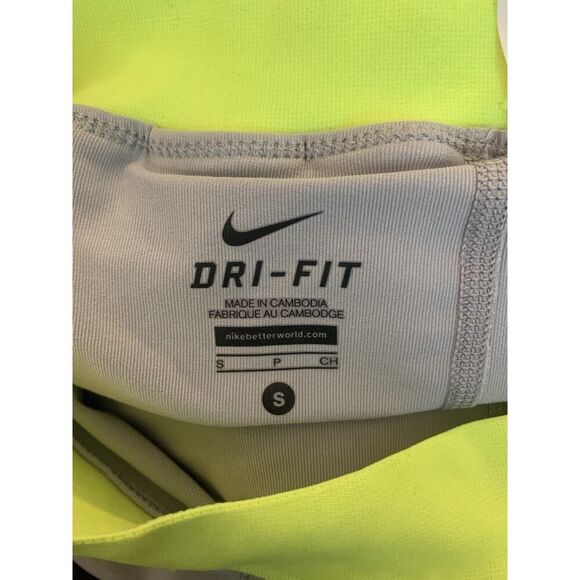 DRI-FIT
MADE IN CAMBODIA
FABRIQUE AU CAMBODGE
nikebetterworld.com
S P CH
S